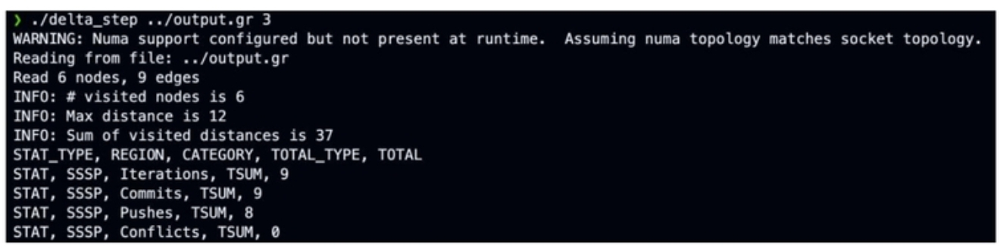 ❯ ./delta_step ../output.gr 3
WARNING: Numa support configured but not present at runtime.  Assuming numa topology matches socket topology.
Reading from file: ../output.gr
Read 6 nodes, 9 edges
INFO: # visited nodes is 6
INFO: Max distance is 12
INFO: Sum of visited distances is 37
STAT_TYPE, REGION, CATEGORY, TOTAL_TYPE, TOTAL
STAT, SSSP, Iterations, TSUM, 9
STAT, SSSP, Commits, TSUM, 9
STAT, SSSP, Pushes, TSUM, 8
STAT, SSSP, Conflicts, TSUM, 0